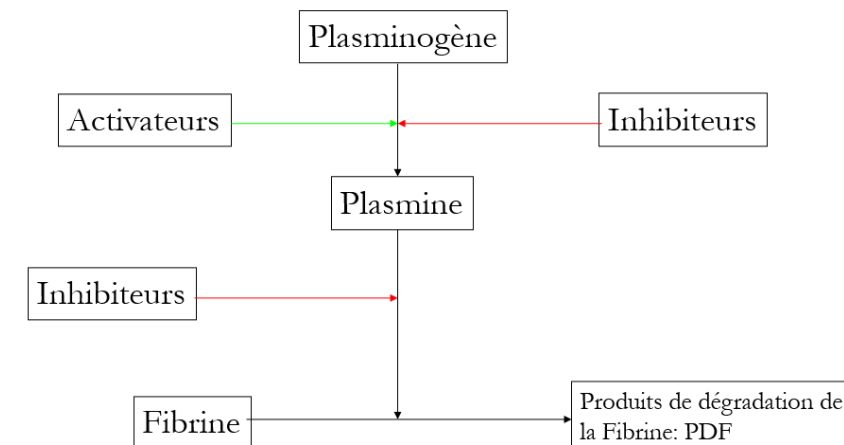 Plasminogène
Activateurs
Inhibiteurs
Plasmine
Inhibiteurs
Fibrine
Produits de dégradation de
la Fibrine: PDF